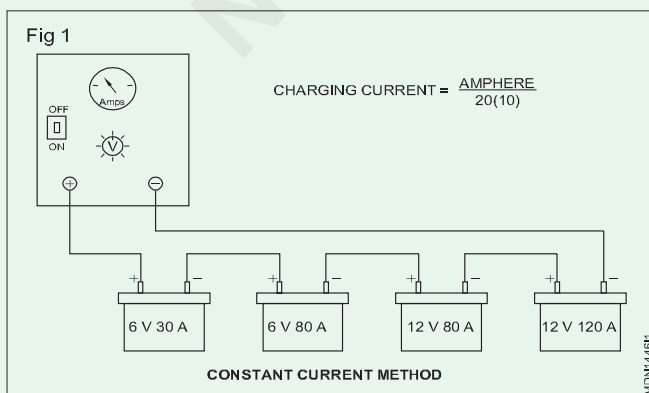 Fig 1
Amps
OFF
ON
V
CHARGING CURRENT = AMPHERE
20(10)
+ −
+ − + − + − + −
6 V 30 A 6 V 80 A 12 V 80 A 12 V 120 A
CONSTANT CURRENT METHOD